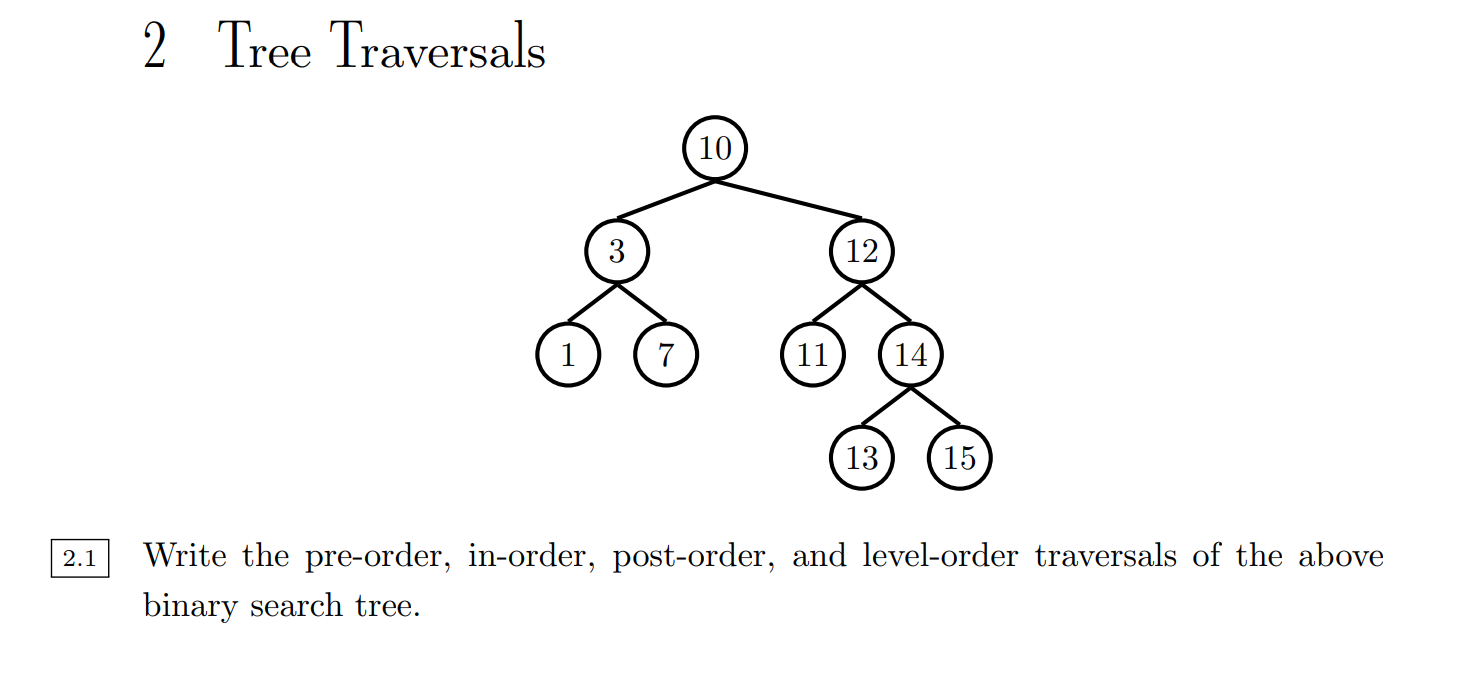 2 Tree Traversals
10
3 12
1 7 11 14
13 15
2.1 Write the pre-order, in-order, post-order, and level-order traversals of the above
binary search tree.